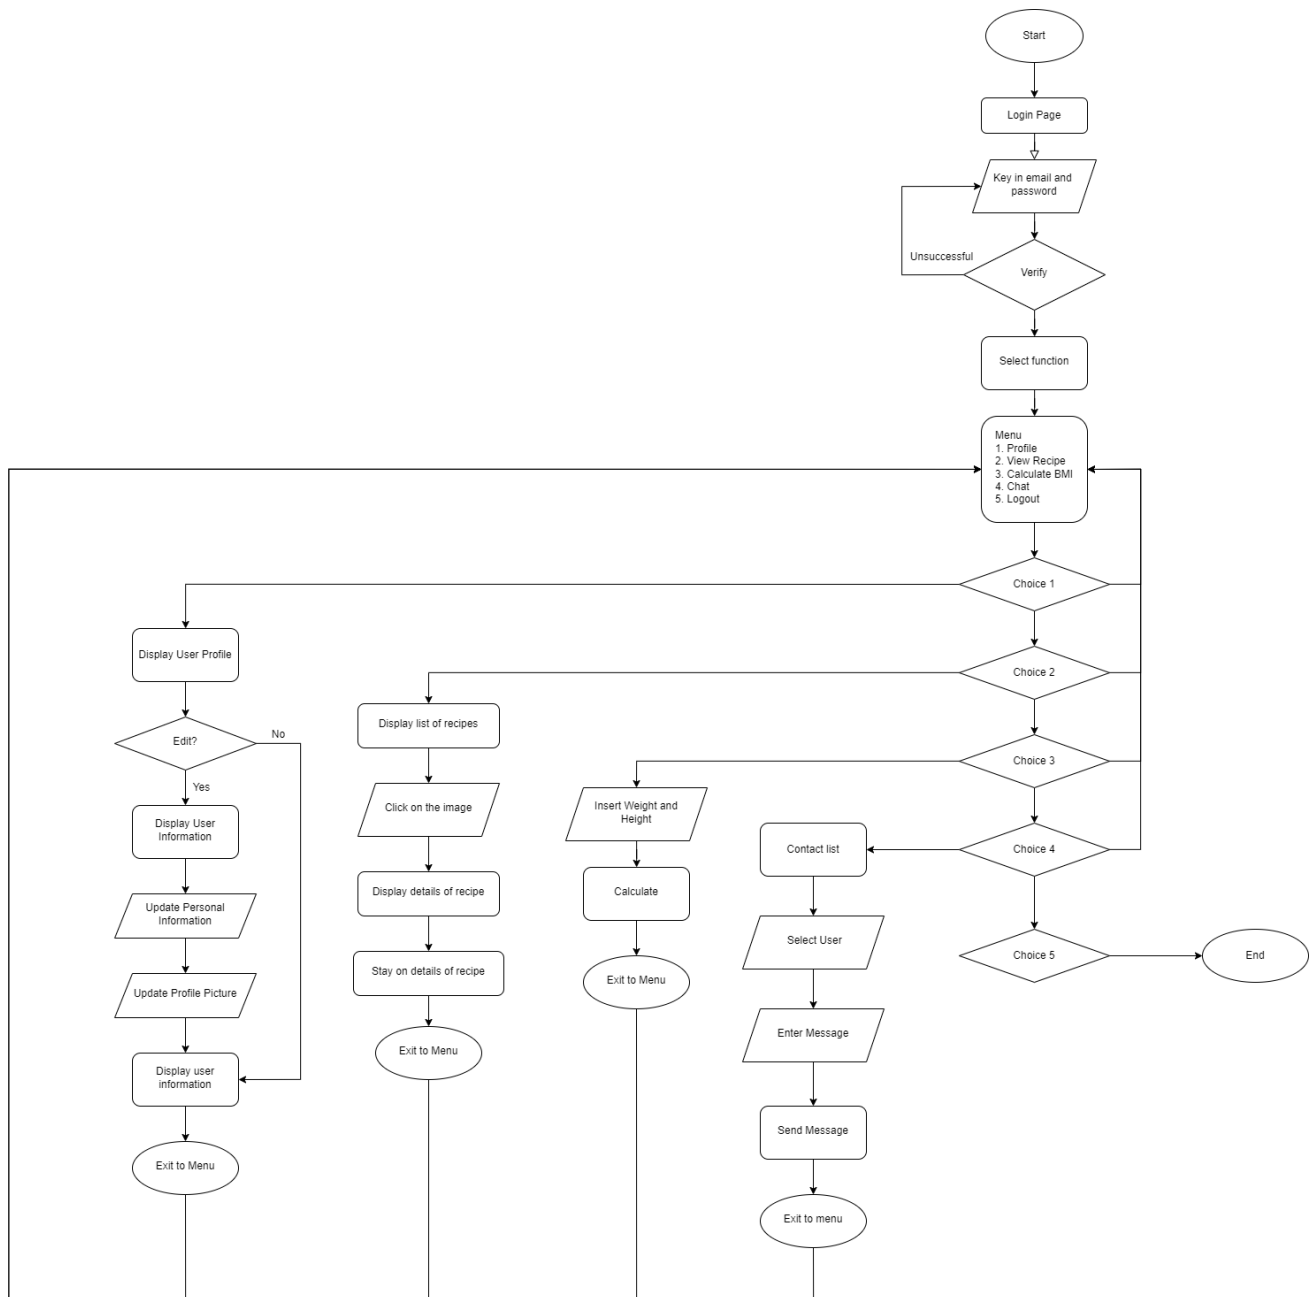 Start
Login Page
Key in email and
password
Unsuccessful
Verify
Select function
Menu
1. Profile
2. View Recipe
3. Calculate BMI
4. Chat
5. Logout
Choice 1
Display User Profile
Choice 2
Display list of recipes
Edit?
No
Choice 3
Yes
Click on the image
Insert Weight and
Height
Display User
Information
Contact list
Choice 4
Display details of recipe
Calculate
Update Personal
Information
Select User
Choice 5
End
Stay on details of recipe
Exit to Menu
Update Profile Picture
Enter Message
Exit to Menu
Display user
information
Send Message
Exit to Menu
Exit to menu